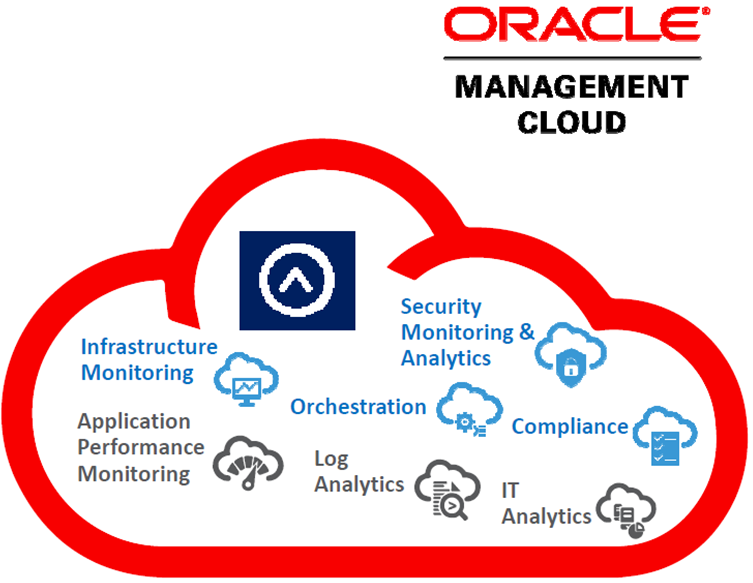 ORACLE®
MANAGEMENT
CLOUD
Security
Monitoring &
Analytics
Infrastructure
Monitoring
Orchestration
Compliance
Application
Performance
Monitoring
Log
Analytics
IT
Analytics